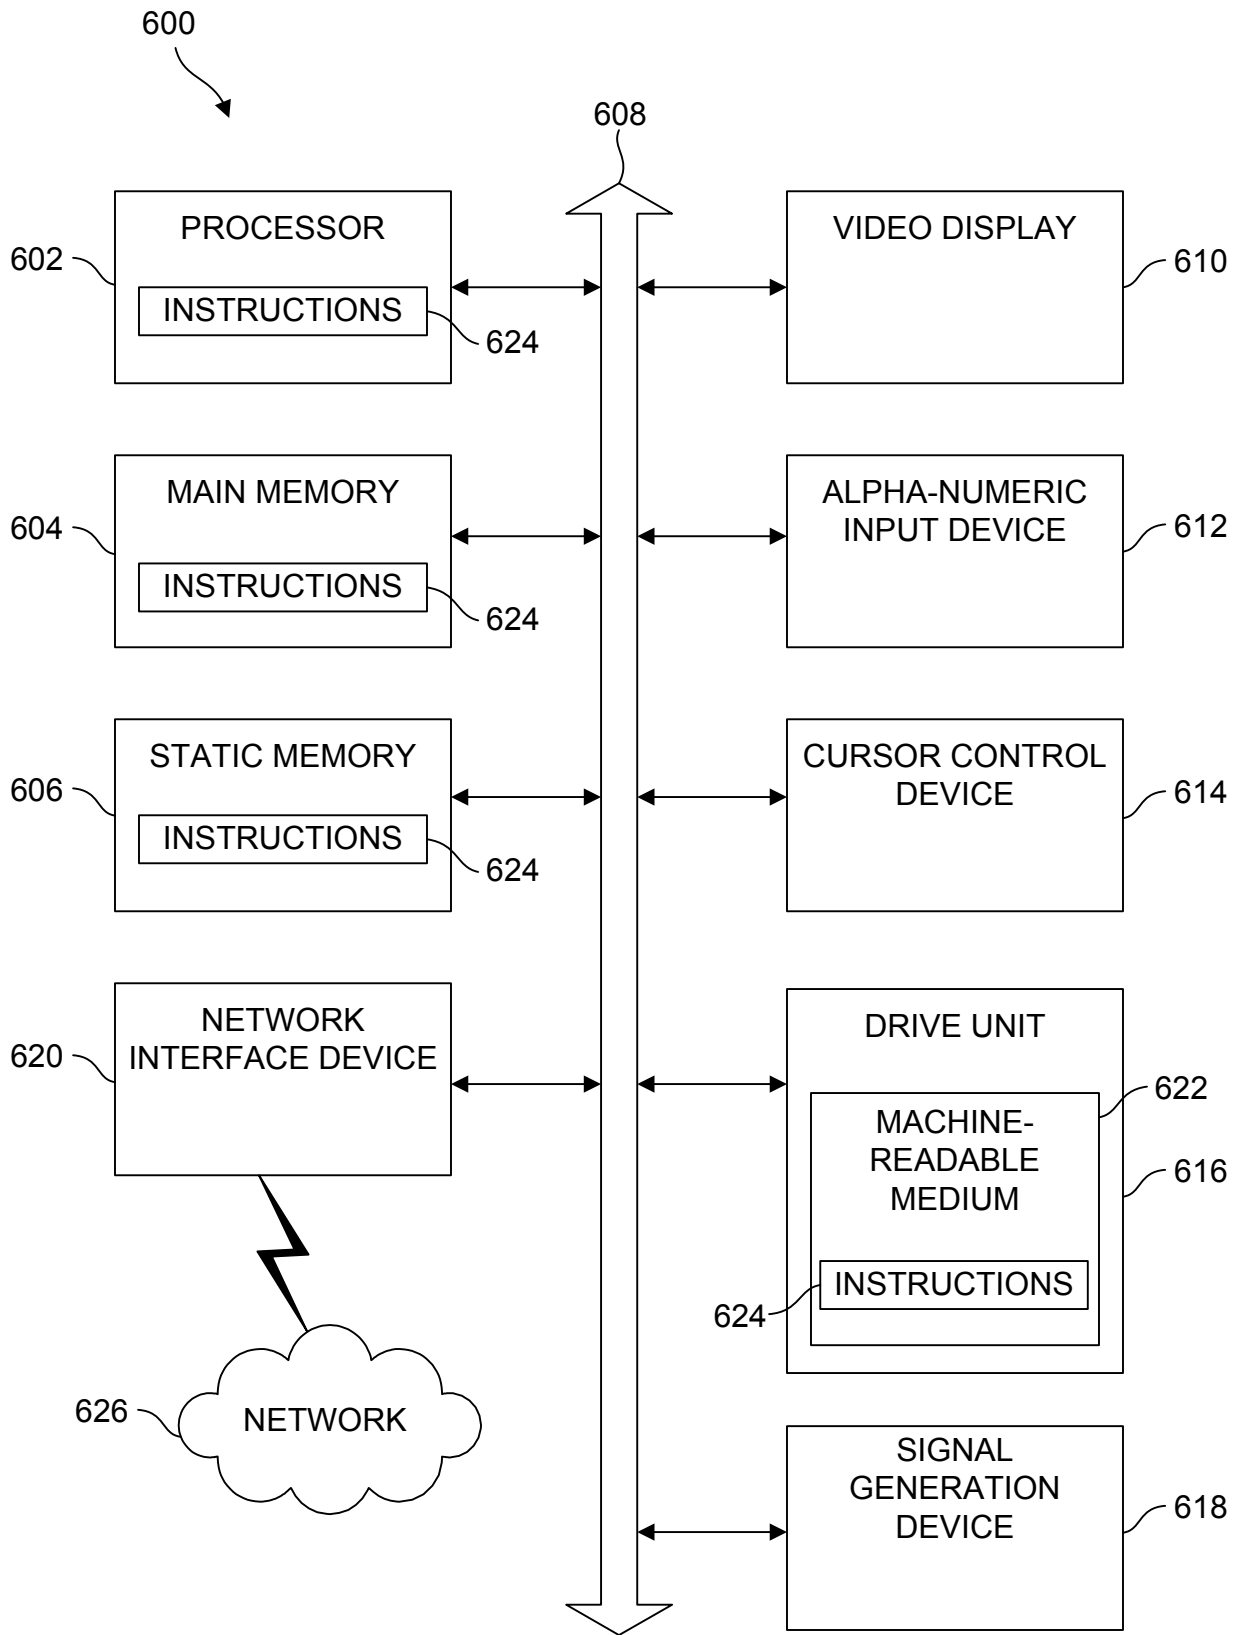 600
608
PROCESSOR
602
INSTRUCTIONS
624
VIDEO DISPLAY
610
MAIN MEMORY
604
INSTRUCTIONS
624
ALPHA-NUMERIC
INPUT DEVICE
612
STATIC MEMORY
606
INSTRUCTIONS
624
CURSOR CONTROL
DEVICE
614
NETWORK
INTERFACE DEVICE
620
DRIVE UNIT
622
MACHINE-
READABLE
MEDIUM
616
INSTRUCTIONS
624
626
NETWORK
SIGNAL
GENERATION
DEVICE
618